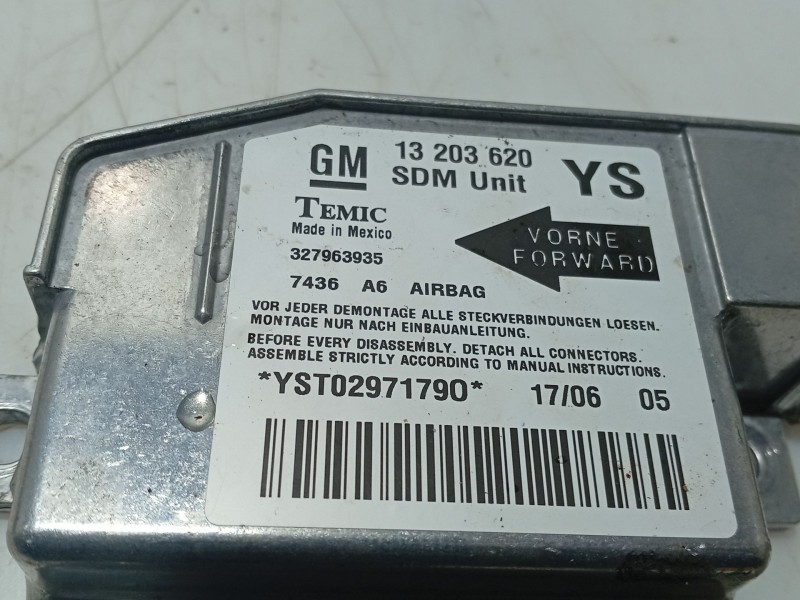 GM 13 203 620 YS
SDM Unit
TEMIC
Made in Mexico
VORNE
FORWARD
327963935
7436 A6 AIRBAG
VOR JEDER DEMONTAGE ALLE STECKVERBINDUNGEN LOESEN.
MONTAGE NUR NACH EINBAUANLEITUNG.
BEFORE EVERY DISASSEMBLY. DETACH ALL CONNECTORS.
ASSEMBLE STRICTLY ACCORDING TO MANUAL INSTRUCTIONS.
*YST02971790* 17/06 05